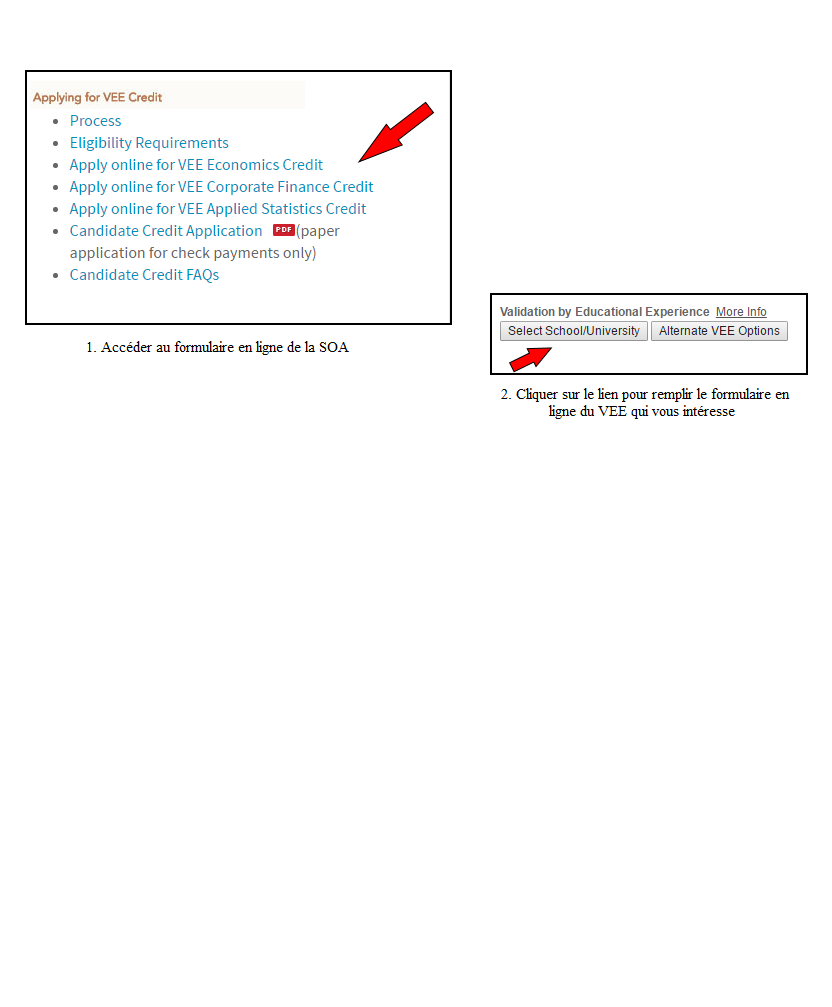 Applying for VEE Credit
Process
Eligibility Requirements
Apply online for VEE Economics Credit
Apply online for VEE Corporate Finance Credit
Apply online for VEE Applied Statistics Credit
Candidate Credit Application PDF (paper
application for check payments only)
Candidate Credit FAQs
1. Accéder au formulaire en ligne de la SOA
Validation by Educational Experience More Info
Select School/University Alternate VEE Options
2. Cliquer sur le lien pour remplir le formulaire en
ligne du VEE qui vous intéresse